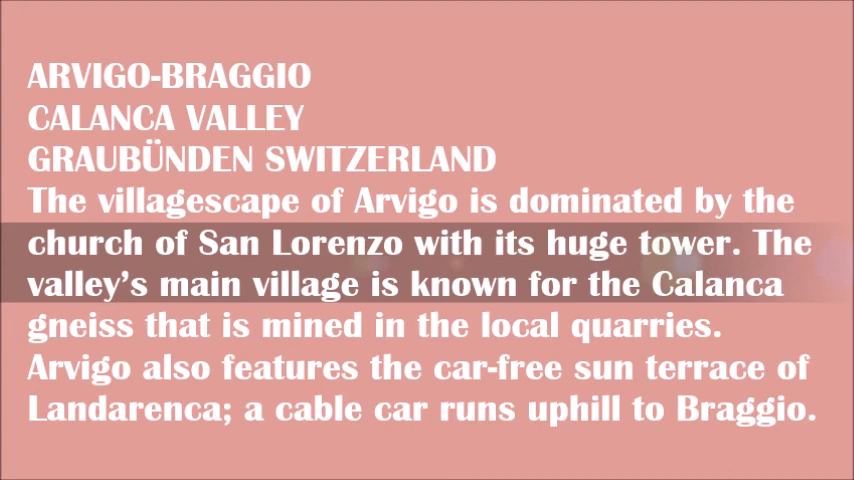 ARVIGO-BRAGGIO
CALANCA VALLEY
GRAUBÜNDEN SWITZERLAND
The villagescape of Arvigo is dominated by the
church of San Lorenzo with its huge tower. The
valley’s main village is known for the Calanca
gneiss that is mined in the local quarries.
Arvigo also features the car-free sun terrace of
Landarenca; a cable car runs uphill to Braggio.